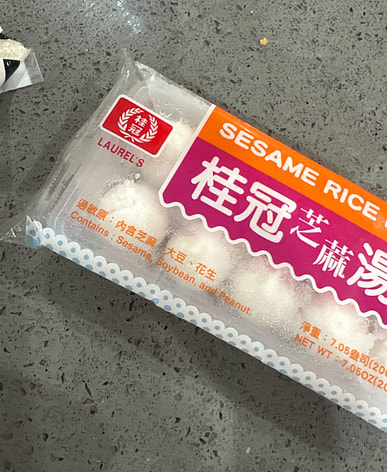 桂冠
LAUREL'S
SESAME RICE
桂冠芝蔴湯
過敏原：內含芝麻、大豆、花生
Contains : Sesame, Soybean, and Peanut.
淨重：7.05盎司(20
NET WT：7.05OZ(20